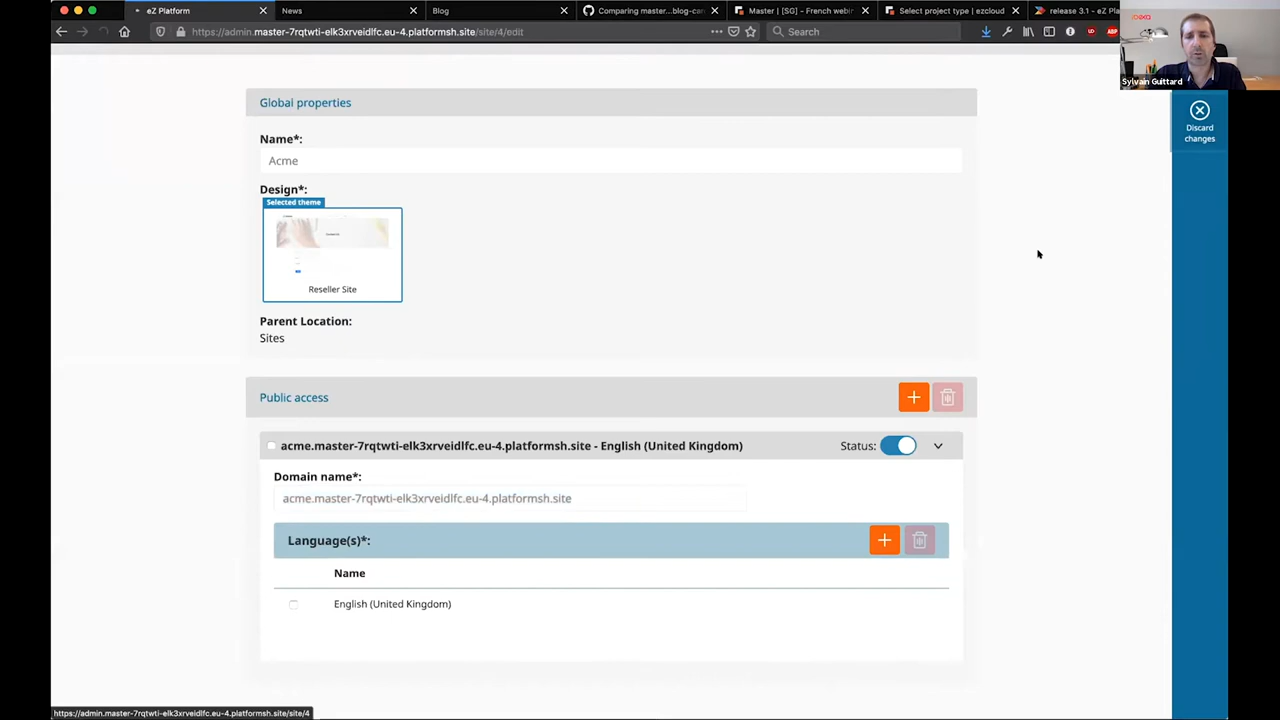 eZ Platform
News
Blog
Comparing master...blog-can
Master | [SG] - French webin
Select project type | ezcloud
release 3.1 - eZ Pla
https://admin.master-7rqtwti-elk3xrveidlfc.eu-4.platformsh.site/site/4/edit
Search
ABP
Sylvain Guittard
Discard
changes
Global properties
Name*:
Acme
Design*:
Selected theme
Reseller Site
Parent Location:
Sites
Public access
acme.master-7rqtwti-elk3xrveidlfc.eu-4.platformsh.site - English (United Kingdom)
Status:
Domain name*:
acme.master-7rqtwti-elk3xrveidlfc.eu-4.platformsh.site
Language(s)*:
Name
English (United Kingdom)
https://admin.master-7rqtwti-elk3xrveidlfc.eu-4.platformsh.site/site/4